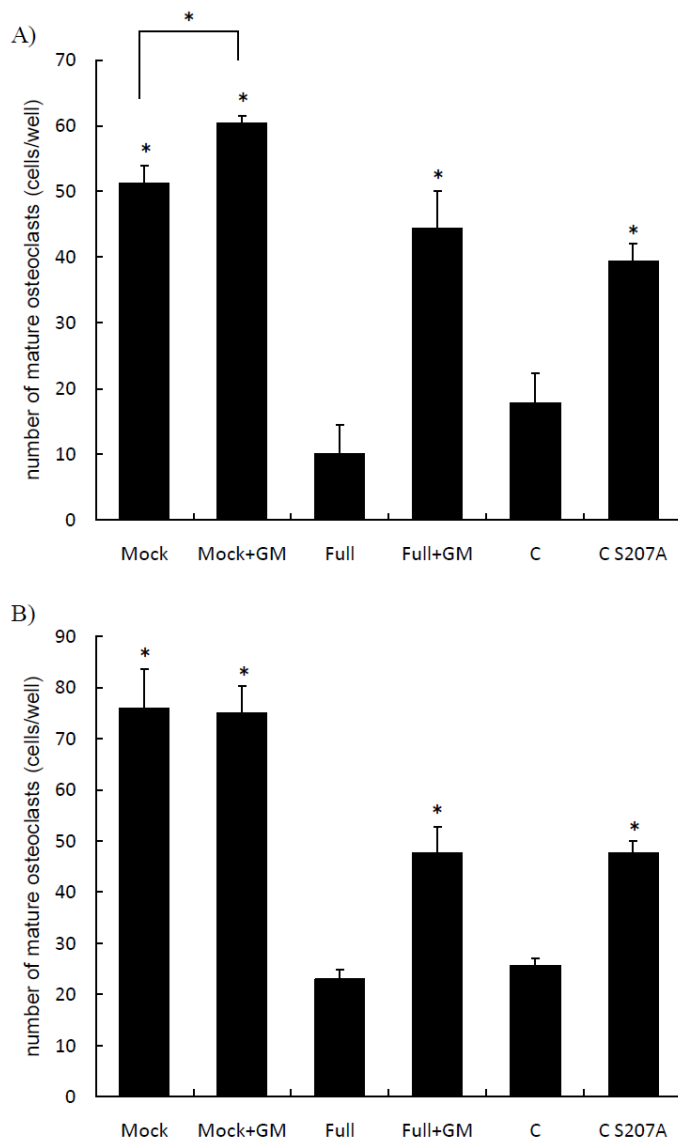 A)
*
70
60
50
40
30
20
10
0
number of mature osteoclasts (cells/well)
* * * *
Mock Mock+GM Full Full+GM C C S207A
B)
90
80
70
60
50
40
30
20
10
0
number of mature osteoclasts (cells/well)
* * * *
Mock Mock+GM Full Full+GM C C S207A